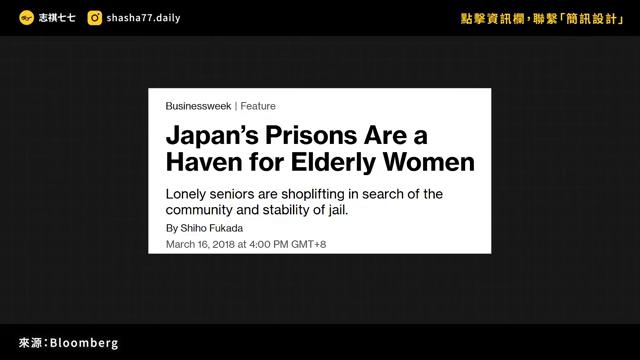 志祺七七 shasha77.daily 點擊資訊欄,聯繫「簡訊設計」
Businessweek | Feature
Japan's Prisons Are a
Haven for Elderly Women
Lonely seniors are shoplifting in search of the
community and stability of jail.
By Shiho Fukada
March 16, 2018 at 4:00 PM GMT+8
來源:Bloomberg